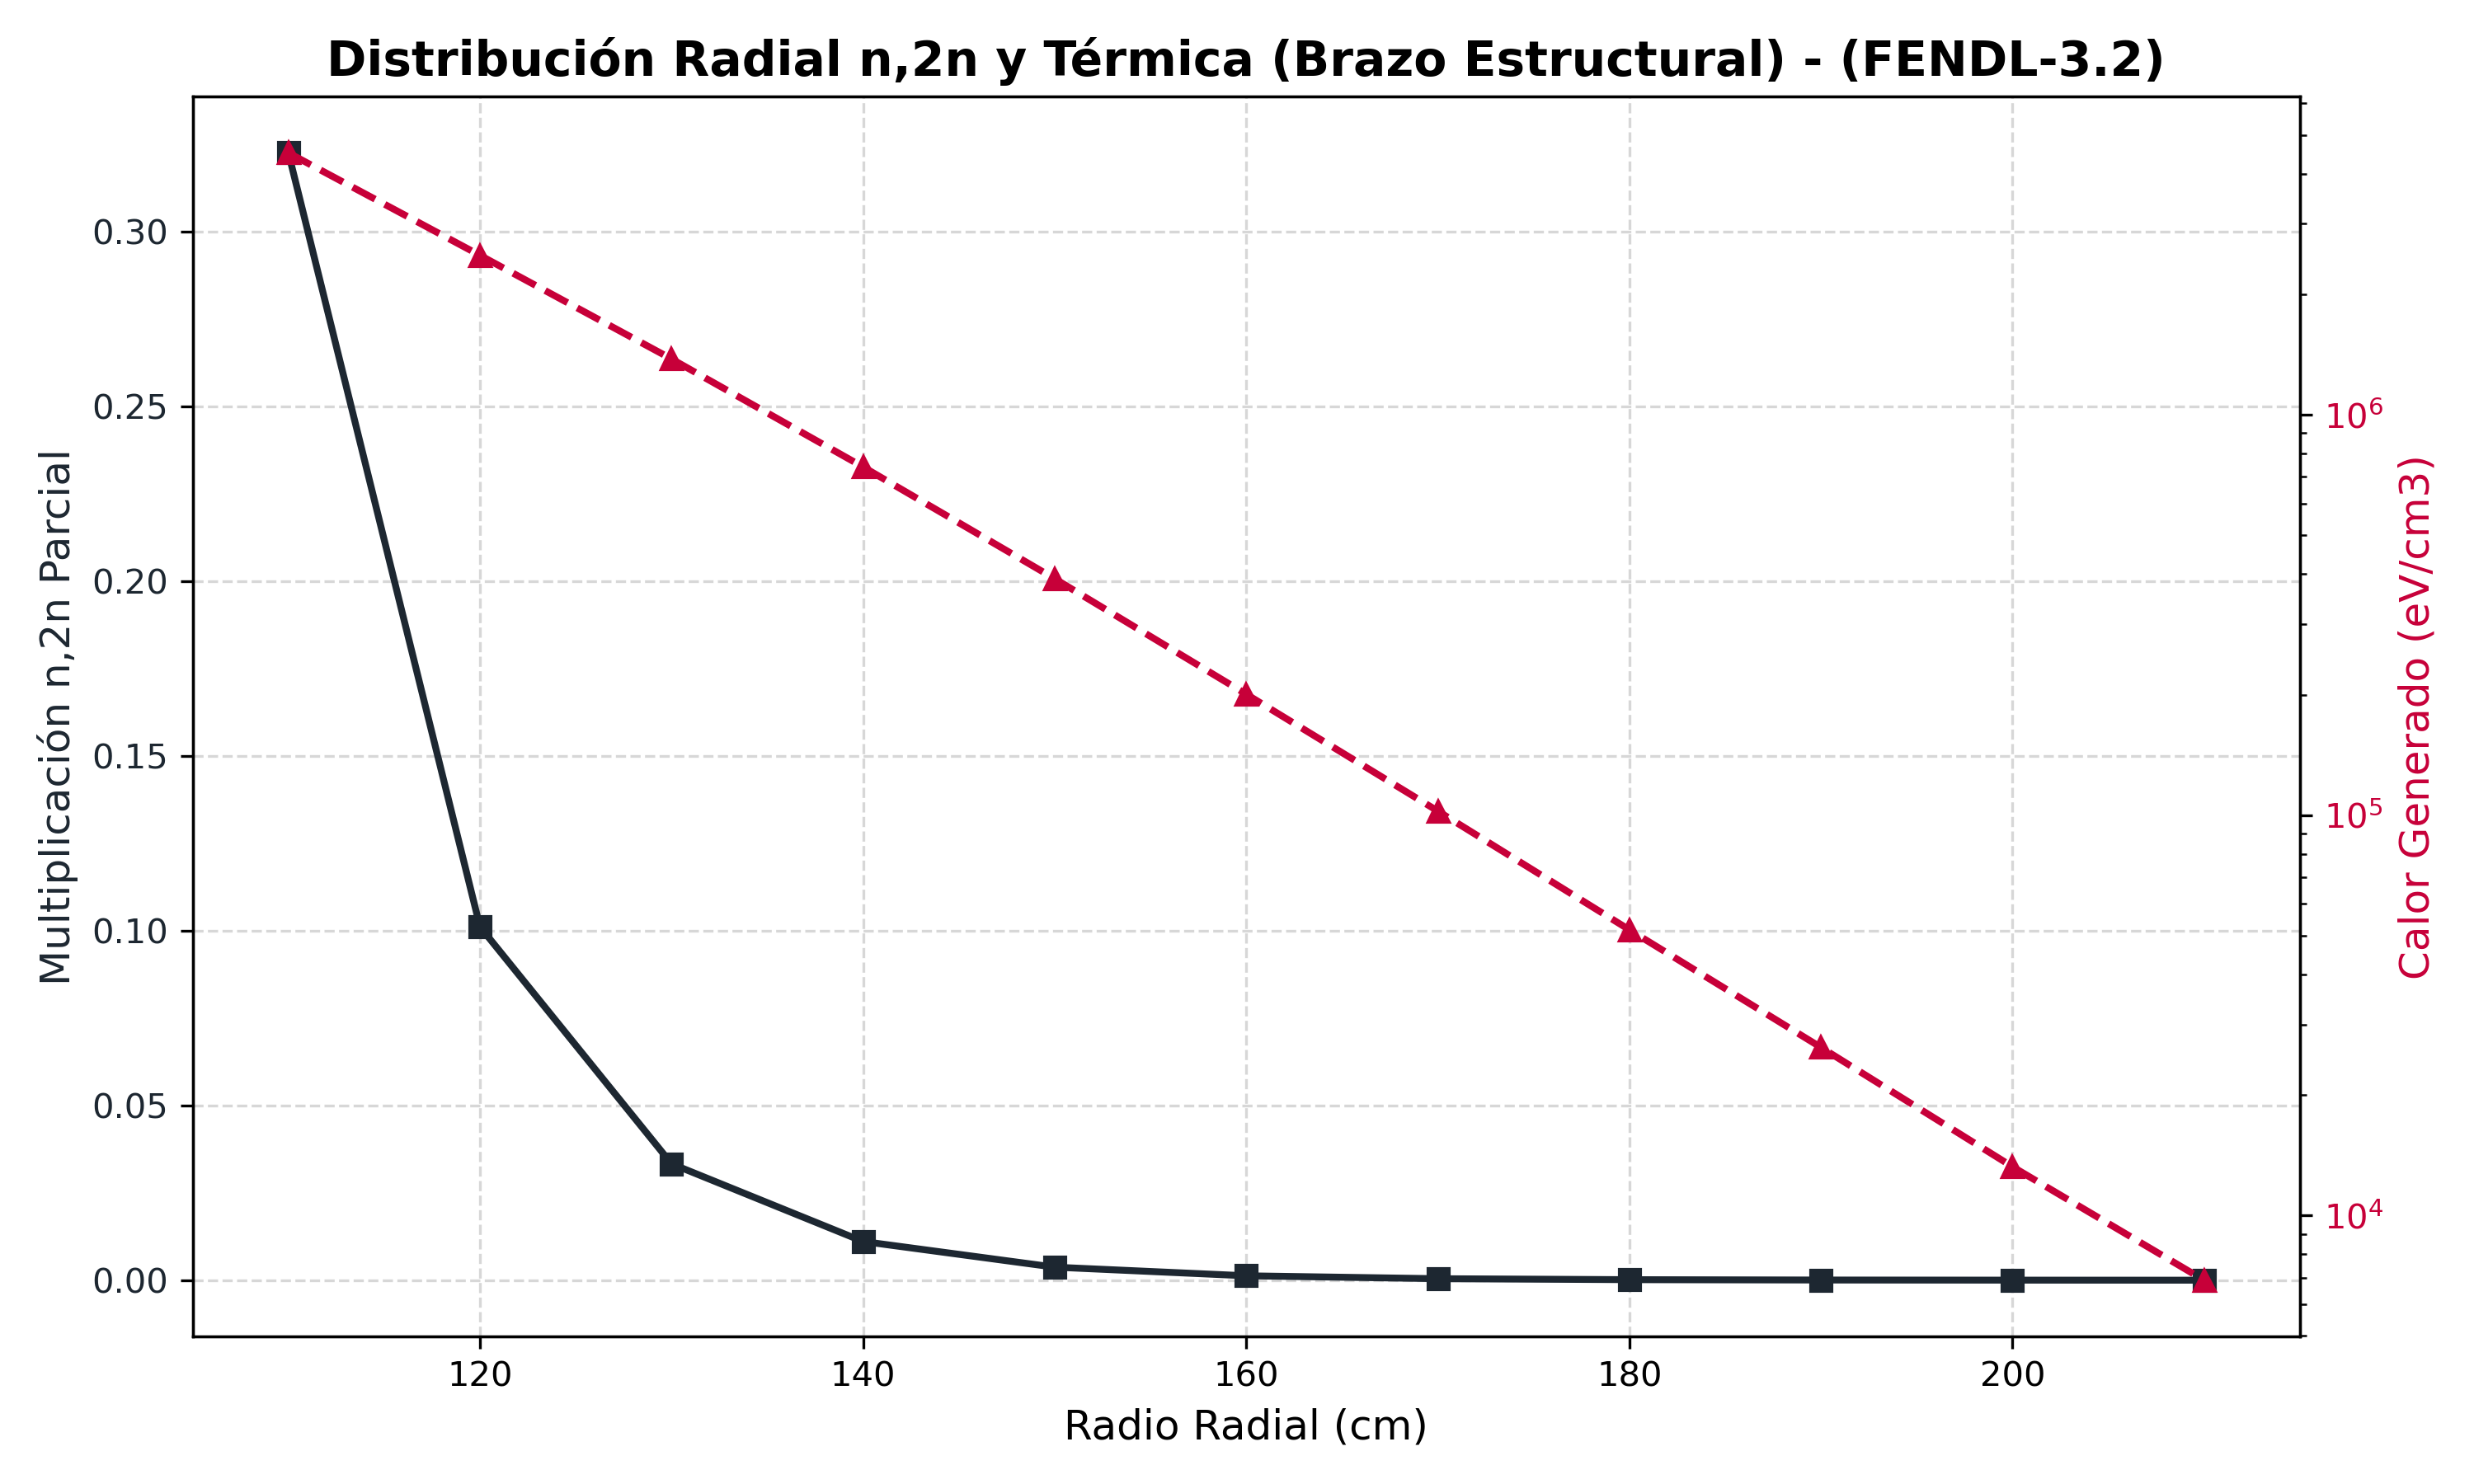 Distribución Radial n,2n y Térmica (Brazo Estructural) - (FENDL-3.2)
Multiplicación n,2n Parcial
0.30
0.25
0.20
0.15
0.10
0.05
0.00
120 140 160 180 200
Radio Radial (cm)
10⁶
10⁵
10⁴
Calor Generado (eV/cm3)